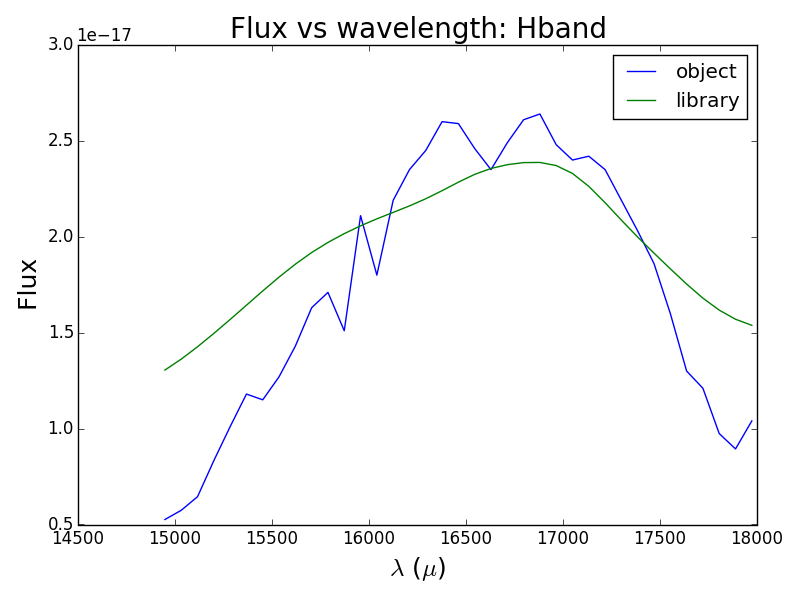 Flux vs wavelength: Hband
1e−17
object
library
3.0
2.5
2.0
1.5
1.0
0.5
Flux
14500 15000 15500 16000 16500 17000 17500 18000
λ (μ)